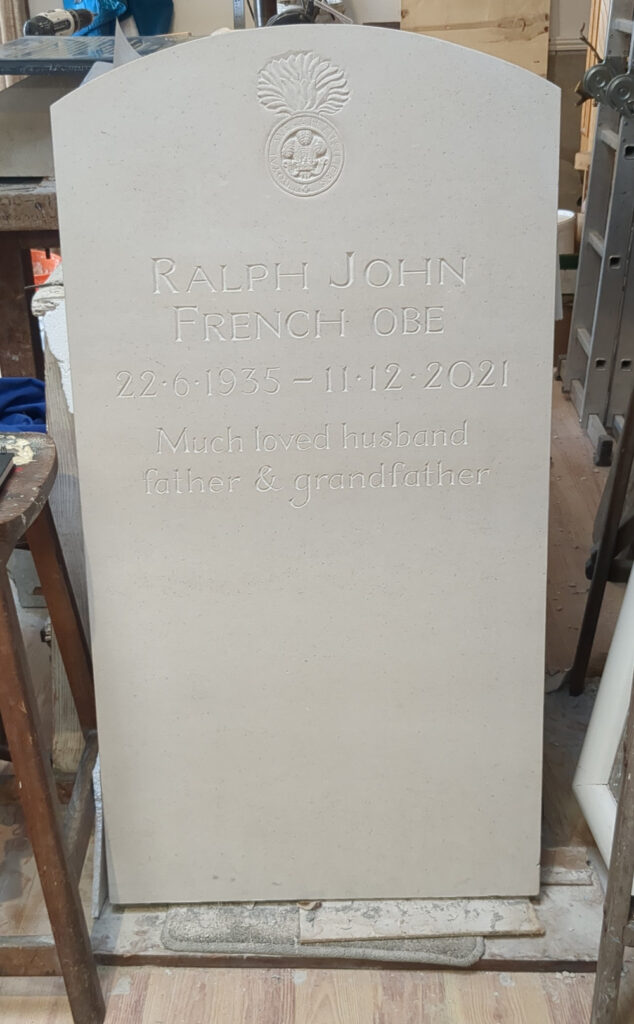 RALPH JOHN
FRENCH OBE
22·6·1935 – 11·12·2021
Much loved husband
father & grandfather